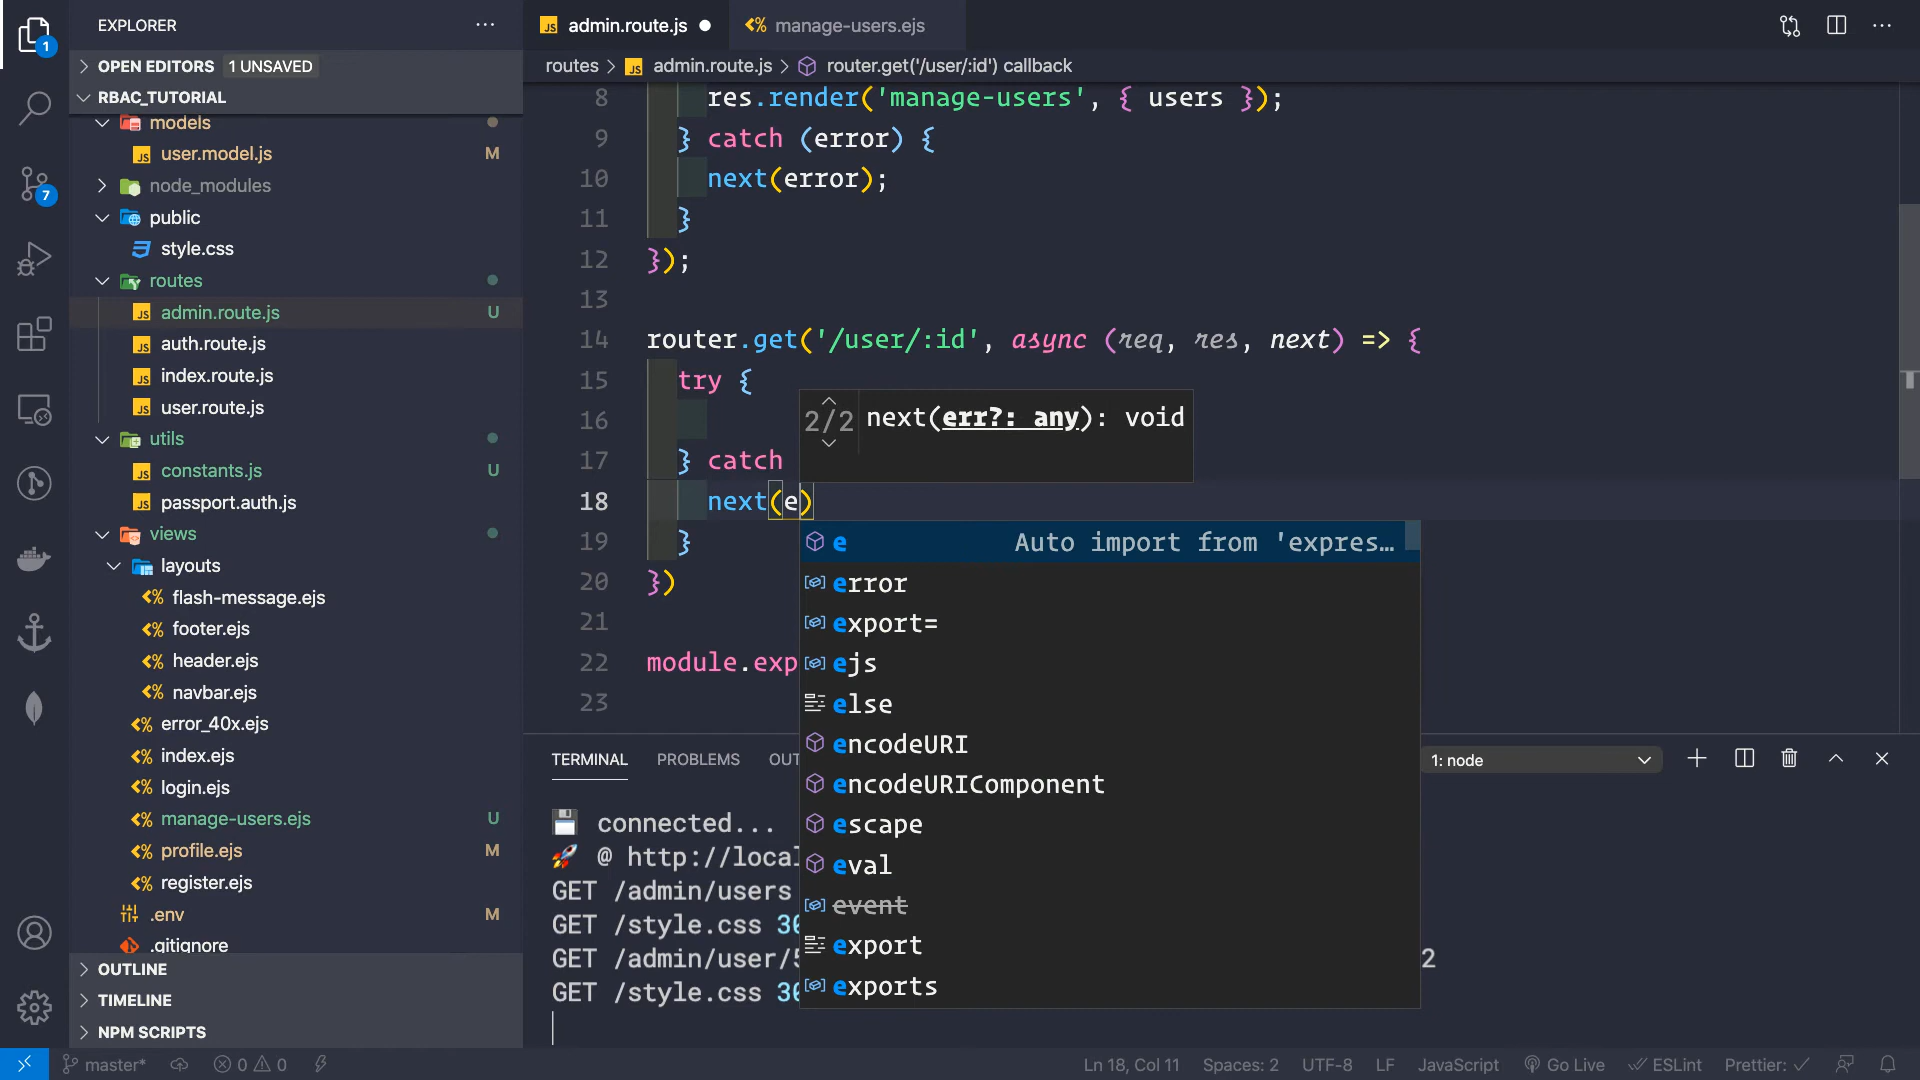 EXPLORER
admin.route.js
manage-users.ejs
OPEN EDITORS 1 UNSAVED
RBAC_TUTORIAL
models
user.model.js M
node_modules
public
style.css
routes
admin.route.js U
auth.route.js
index.route.js
user.route.js
utils
constants.js U
passport.auth.js
views
layouts
flash-message.ejs
footer.ejs
header.ejs
navbar.ejs
error_40x.ejs
index.ejs
login.ejs
manage-users.ejs U
profile.ejs M
register.ejs
.env M
.gitignore
OUTLINE
TIMELINE
NPM SCRIPTS
1
7
routes > admin.route.js > router.get('/user/:id') callback
8 res.render('manage-users', { users });
9 } catch (error) {
10 next(error);
11 }
12 });
13
14 router.get('/user/:id', async (req, res, next) => {
15 try {
16
17 } catch
18 next(e)
19 }
20 })
21
22 module.exp
23
2/2 next(err?: any): void
e Auto import from 'expres…
error
export=
ejs
else
encodeURI
encodeURIComponent
escape
eval
event
export
exports
TERMINAL PROBLEMS OUT
1: node
connected...
@ http://local
GET /admin/users
GET /style.css 30
GET /admin/user/5 2
GET /style.css 30
master* 0 0
Ln 18, Col 11 Spaces: 2 UTF-8 LF JavaScript Go Live ESLint Prettier: ✓